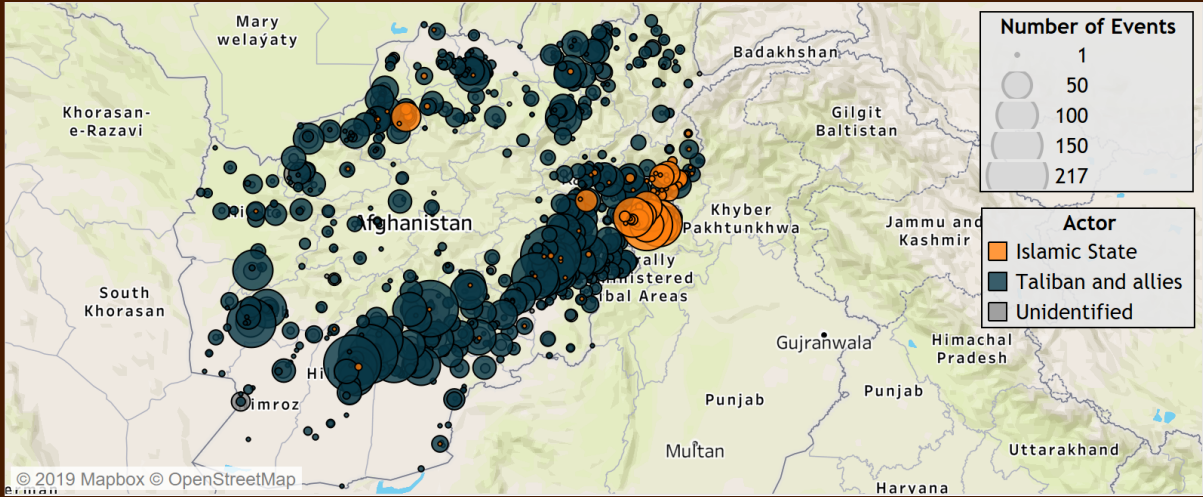 Mary
welaýaty
Badakhshan
Khorasan-
e-Razavi
Gilgit
Baltistan
Afghanistan
Khyber
Pakhtunkhwa
Jammu and
Kashmir
South
Khorasan
Areas
Gujranwala
Himachal
Pradesh
Punjab
Punjab
Multan
Uttarakhand
Haryana
© 2019 Mapbox © OpenStreetMap
Number of Events
1
50
100
150
217
Actor
Islamic State
Taliban and allies
Unidentified